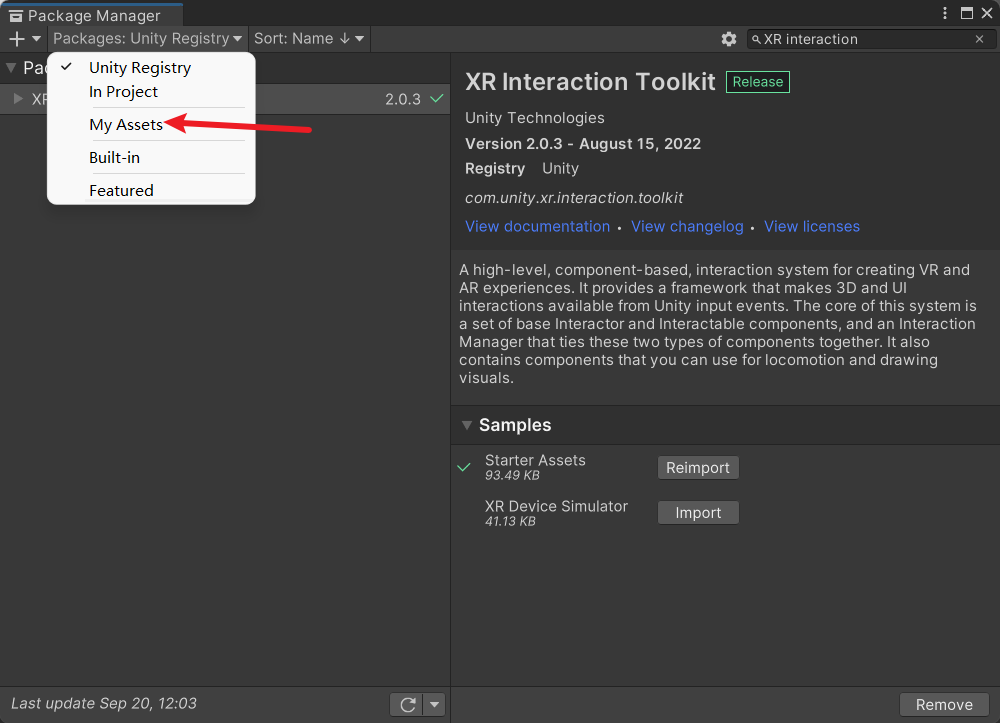 Package Manager
Packages: Unity Registry
Sort: Name ↓
XR interaction
Pac
Unity Registry
In Project
My Assets
Built-in
Featured
XR
2.0.3
XR Interaction Toolkit
Release
Unity Technologies
Version 2.0.3 - August 15, 2022
Registry Unity
com.unity.xr.interaction.toolkit
View documentation • View changelog • View licenses
A high-level, component-based, interaction system for creating VR and
AR experiences. It provides a framework that makes 3D and UI
interactions available from Unity input events. The core of this system is
a set of base Interactor and Interactable components, and an Interaction
Manager that ties these two types of components together. It also
contains components that you can use for locomotion and drawing
visuals.
Samples
Starter Assets
93.49 KB
Reimport
XR Device Simulator
41.13 KB
Import
Last update Sep 20, 12:03
Remove